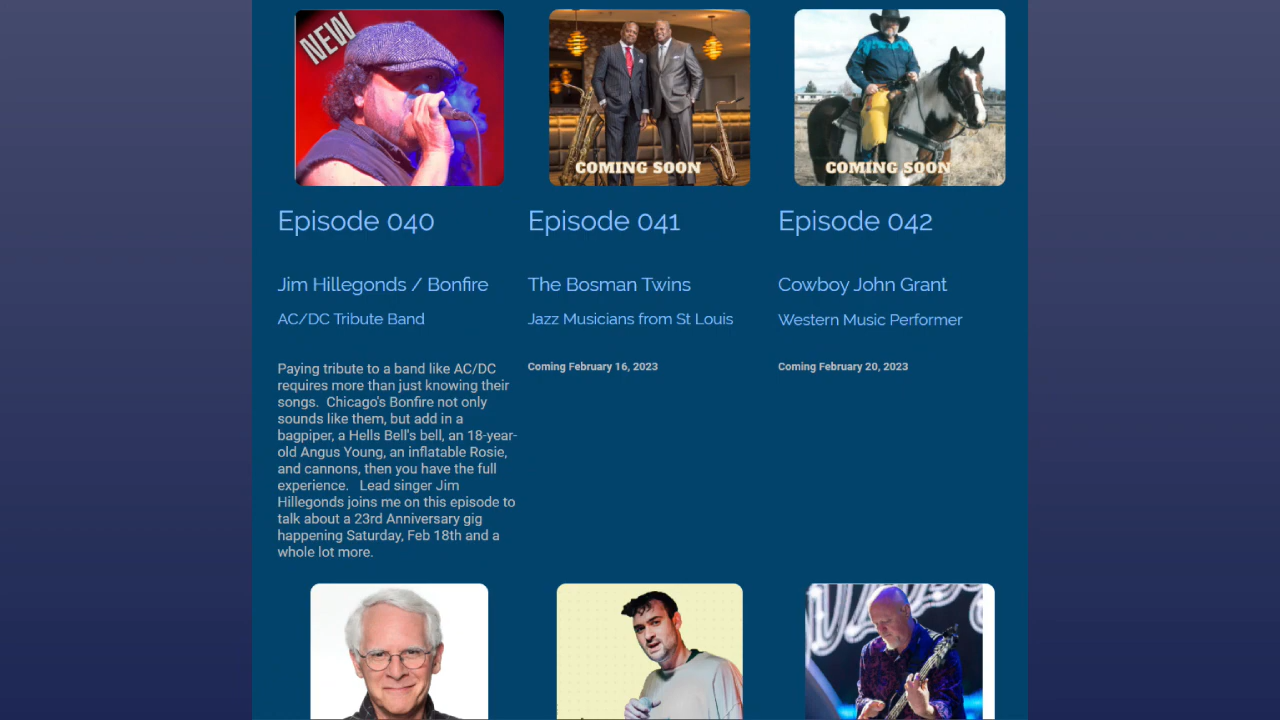 NEW
COMING SOON
COMING SOON
Episode 040
Jim Hillegonds / Bonfire
AC/DC Tribute Band
Paying tribute to a band like AC/DC
requires more than just knowing their
songs.  Chicago's Bonfire not only
sounds like them, but add in a
bagpiper, a Hells Bell's bell, an 18-year-
old Angus Young, an inflatable Rosie,
and cannons, then you have the full
experience.   Lead singer Jim
Hillegonds joins me on this episode to
talk about a 23rd Anniversary gig
happening Saturday, Feb 18th and a
whole lot more.
Episode 041
The Bosman Twins
Jazz Musicians from St Louis
Coming February 16, 2023
Episode 042
Cowboy John Grant
Western Music Performer
Coming February 20, 2023